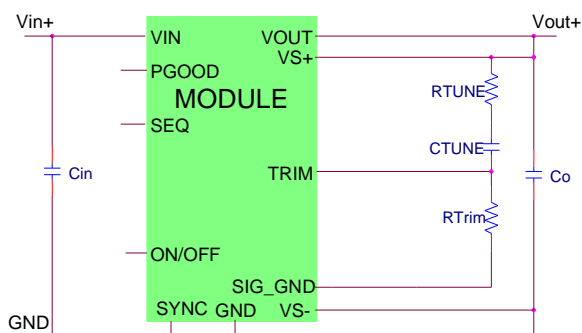 Vin+
Vout+
VIN
VOUT
VS+
PGOOD
RTUNE
MODULE
SEQ
CTUNE
TRIM
Cin
Co
RTrim
ON/OFF
SIG_GND
SYNC
GND
VS-
GND